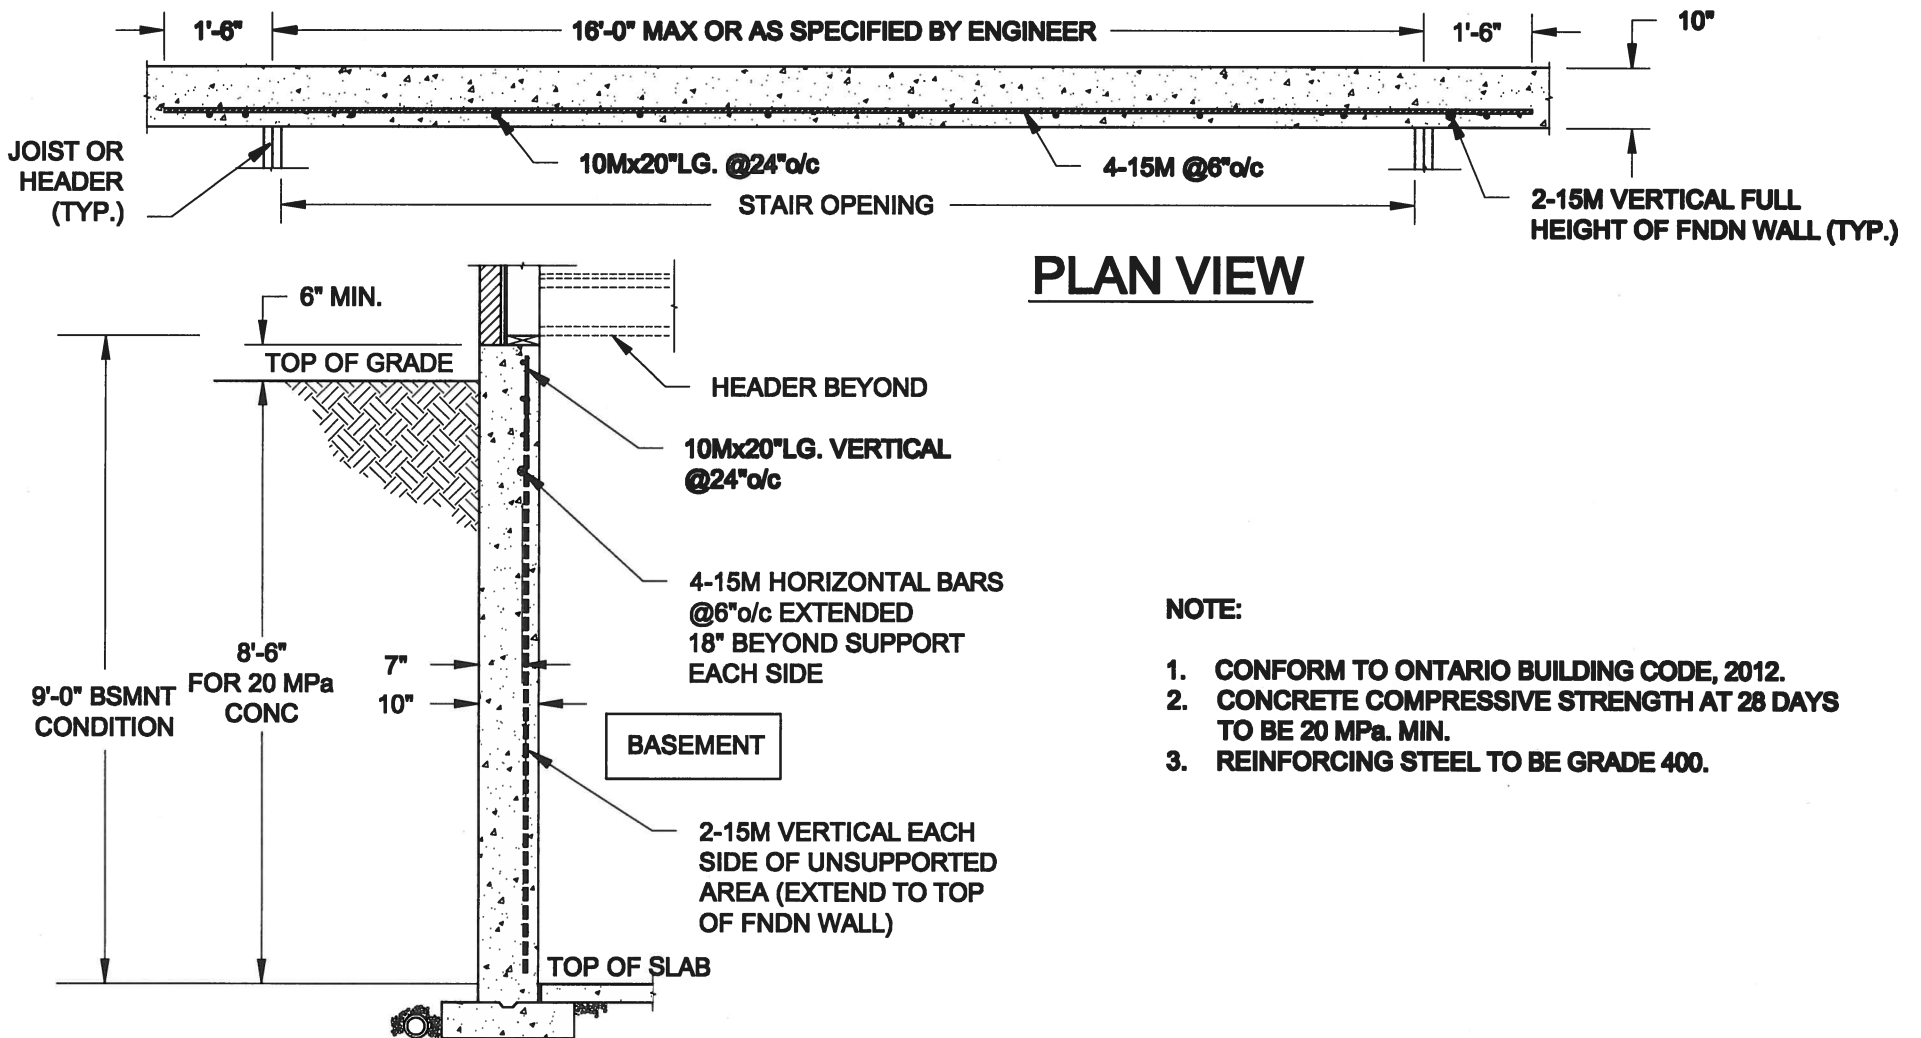 1'-6"
16'-0" MAX OR AS SPECIFIED BY ENGINEER
1'-6"
10"
JOIST OR
HEADER
(TYP.)
10Mx20"LG. @24"o/c
4-15M @6"o/c
STAIR OPENING
2-15M VERTICAL FULL
HEIGHT OF FNDN WALL (TYP.)
PLAN VIEW
6" MIN.
TOP OF GRADE
HEADER BEYOND
10Mx20"LG. VERTICAL
@24"o/c
4-15M HORIZONTAL BARS
@6"o/c EXTENDED
18" BEYOND SUPPORT
EACH SIDE
9'-0" BSMNT
CONDITION
8'-6"
FOR 20 MPa
CONC
7"
10"
BASEMENT
2-15M VERTICAL EACH
SIDE OF UNSUPPORTED
AREA (EXTEND TO TOP
OF FNDN WALL)
TOP OF SLAB
NOTE:
1. CONFORM TO ONTARIO BUILDING CODE, 2012.
2. CONCRETE COMPRESSIVE STRENGTH AT 28 DAYS
TO BE 20 MPa. MIN.
3. REINFORCING STEEL TO BE GRADE 400.